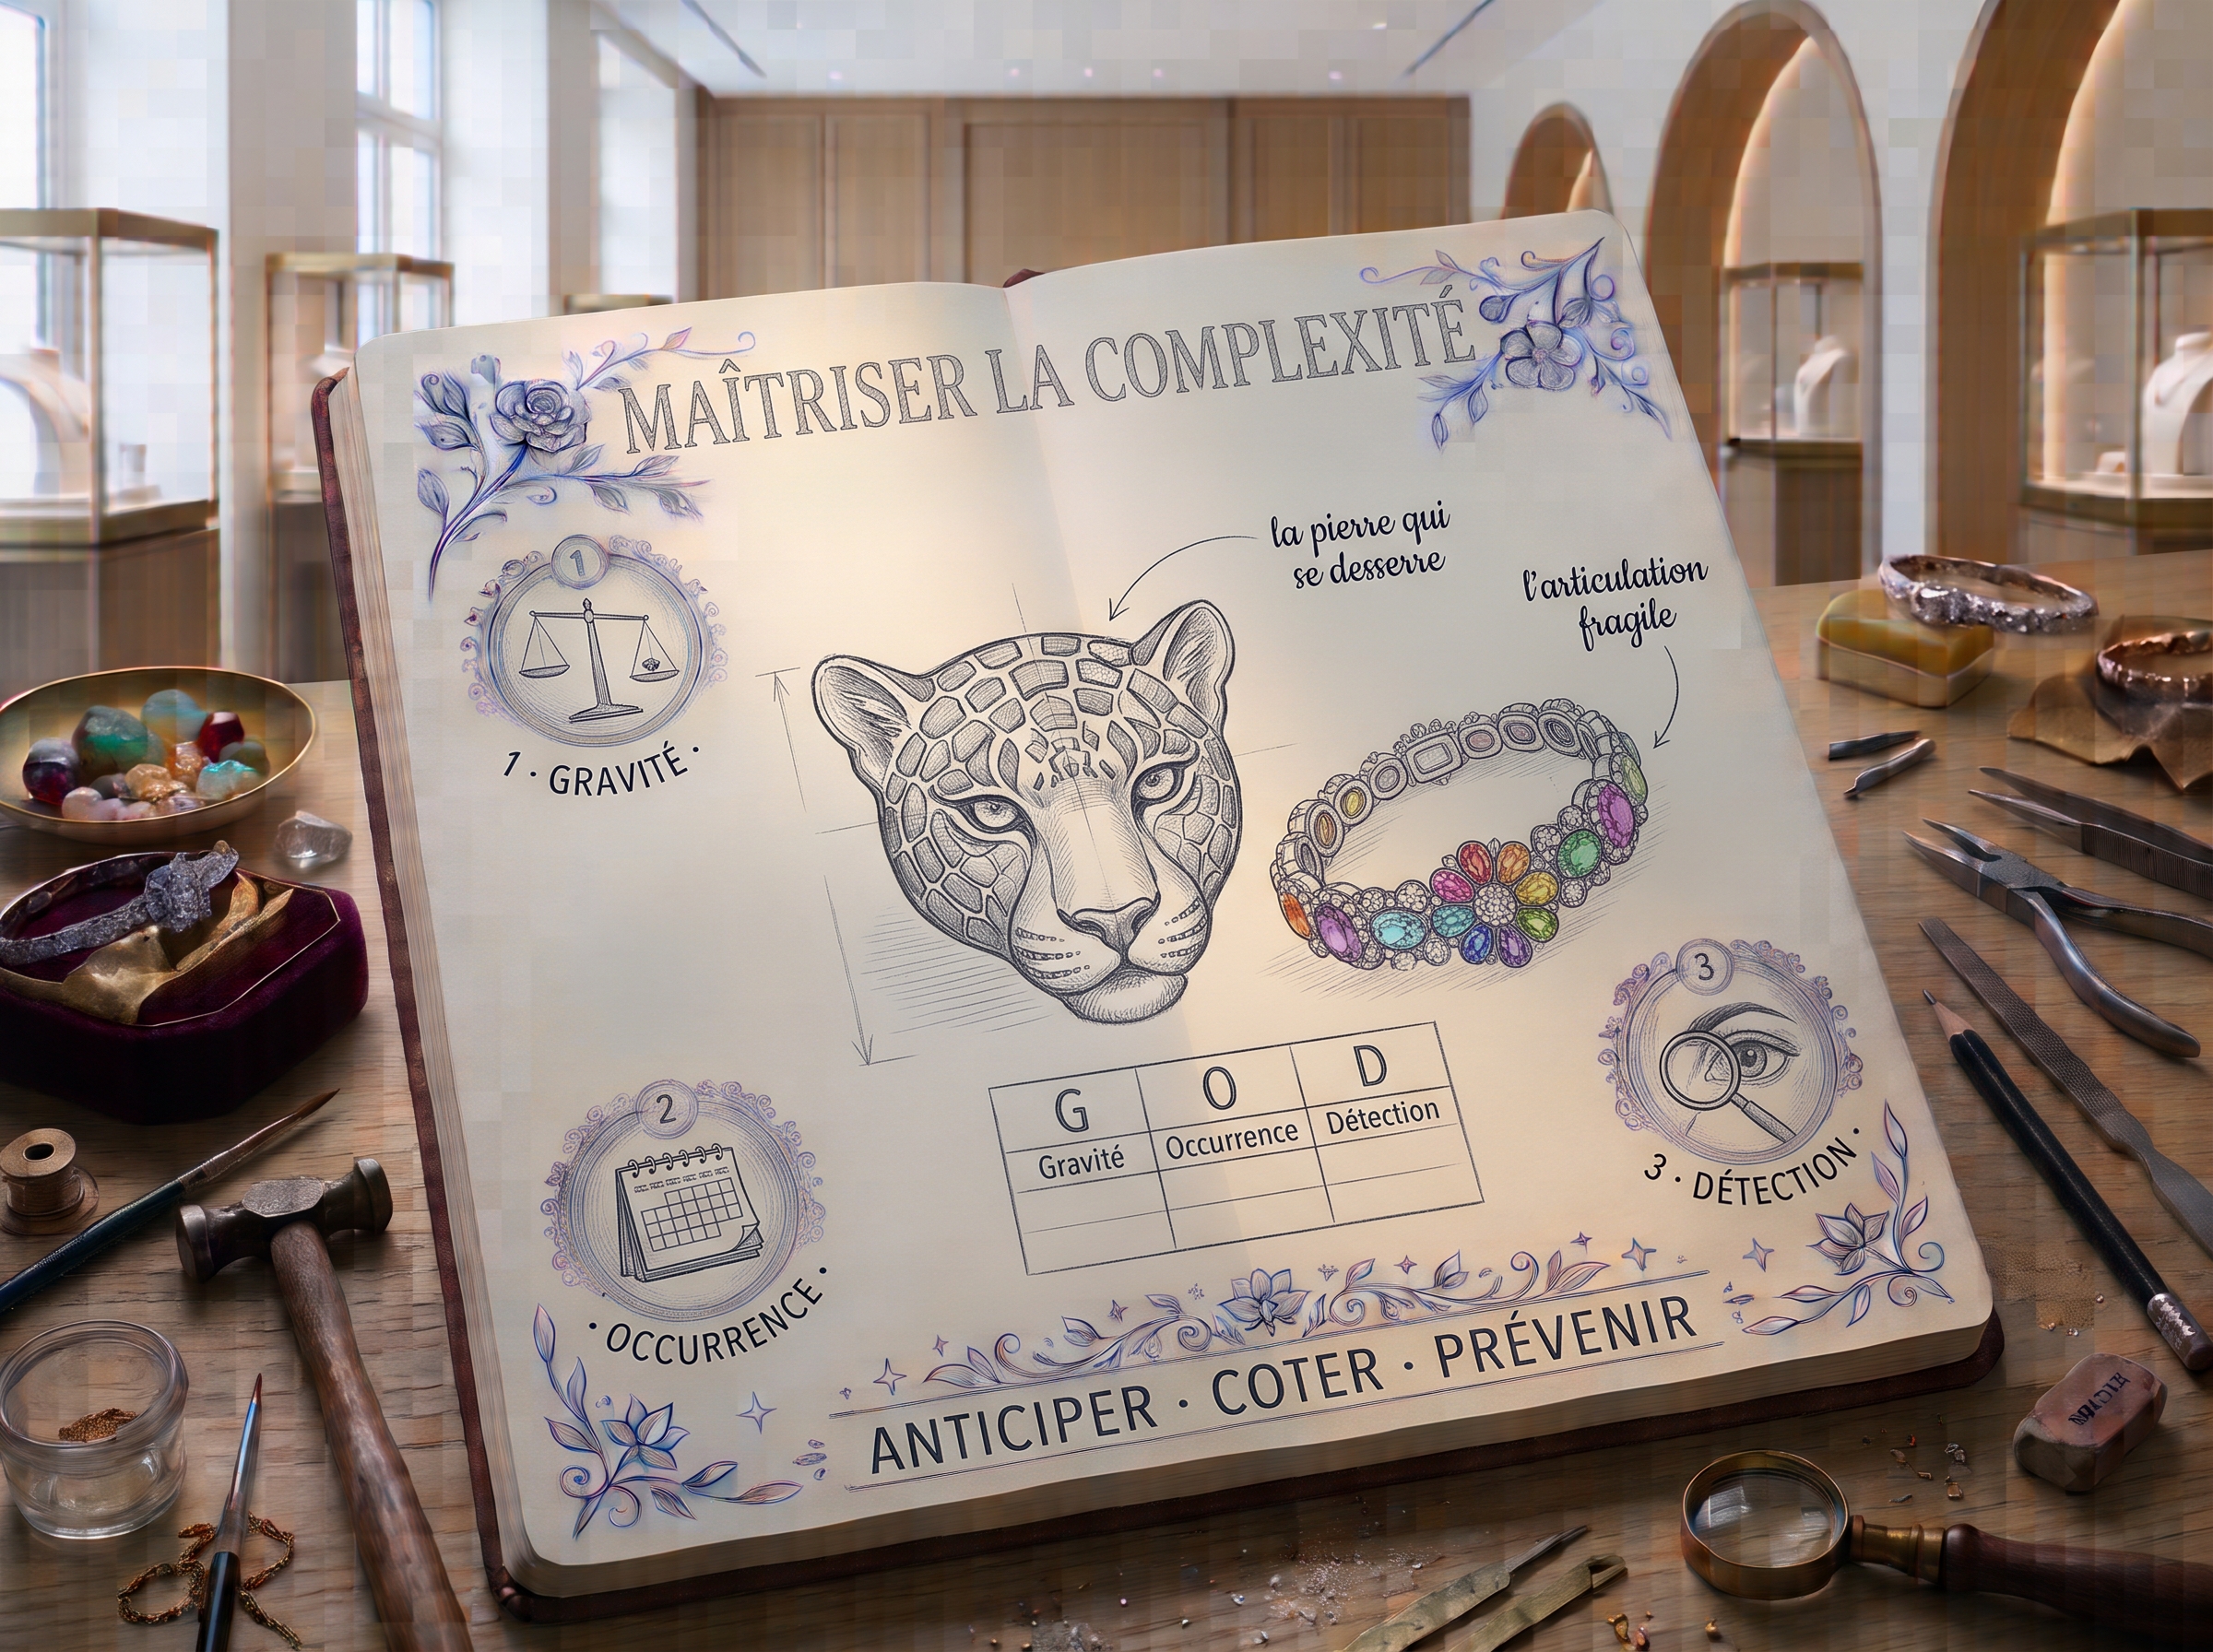 MAÎTRISER LA COMPLEXITÉ
la pierre qui
se desserre
l'articulation
fragile
1
1 · GRAVITÉ ·
2
· OCCURRENCE ·
3
3 · DÉTECTION ·
G O D
Gravité Occurrence Détection
ANTICIPER · COTER · PRÉVENIR